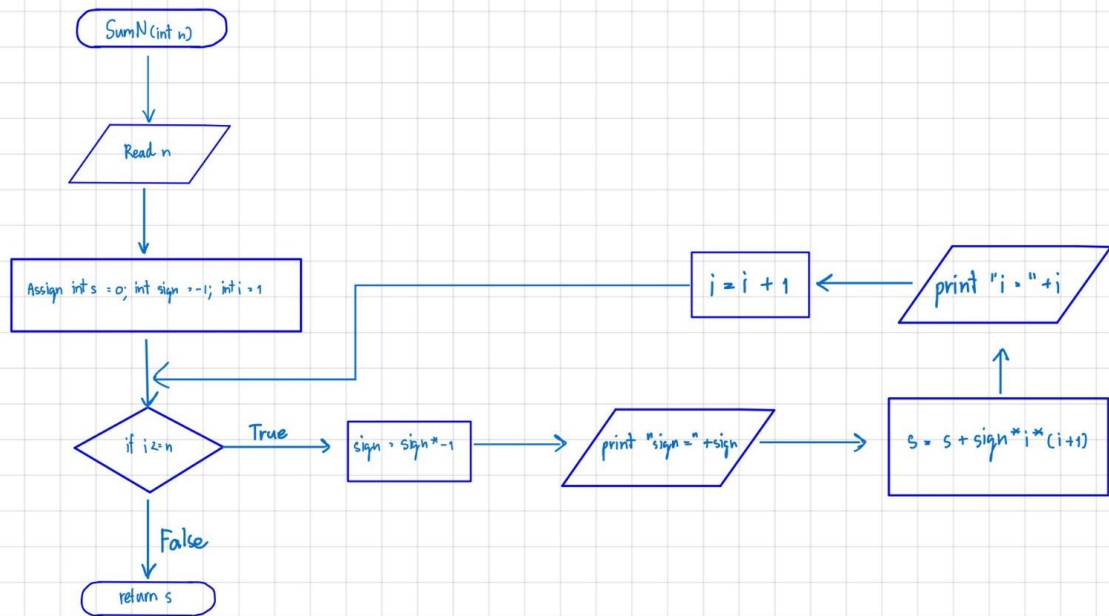 SumN(int n)
Read n
Assign int s = 0; int sign = -1; int i = 1
if i <= n
True
sign = sign*-1
print "sign =" +sign
s = s + sign*i*(i+1)
print "i = "+i
i = i + 1
False
return s